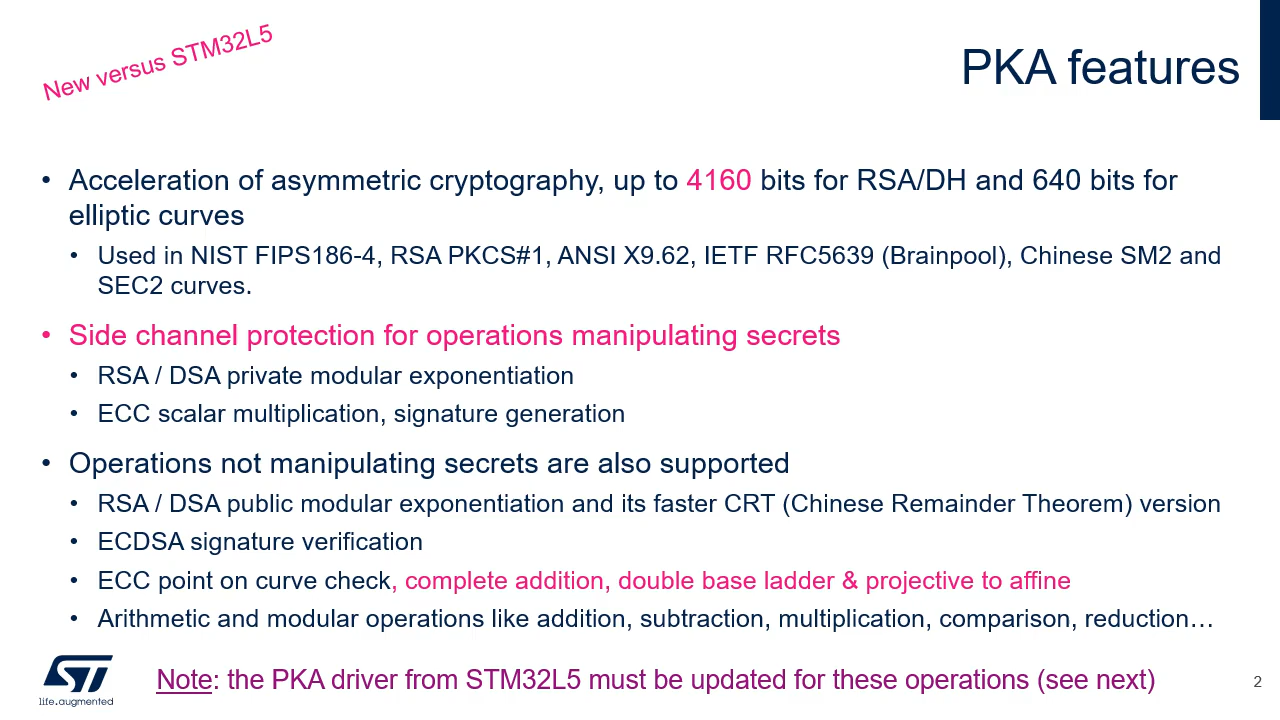 New versus STM32L5
PKA features
• Acceleration of asymmetric cryptography, up to 4160 bits for RSA/DH and 640 bits for
elliptic curves
• Used in NIST FIPS186-4, RSA PKCS#1, ANSI X9.62, IETF RFC5639 (Brainpool), Chinese SM2 and
SEC2 curves.
• Side channel protection for operations manipulating secrets
• RSA / DSA private modular exponentiation
• ECC scalar multiplication, signature generation
• Operations not manipulating secrets are also supported
• RSA / DSA public modular exponentiation and its faster CRT (Chinese Remainder Theorem) version
• ECDSA signature verification
• ECC point on curve check, complete addition, double base ladder & projective to affine
• Arithmetic and modular operations like addition, subtraction, multiplication, comparison, reduction…
ST
life.augmented
Note: the PKA driver from STM32L5 must be updated for these operations (see next)
2